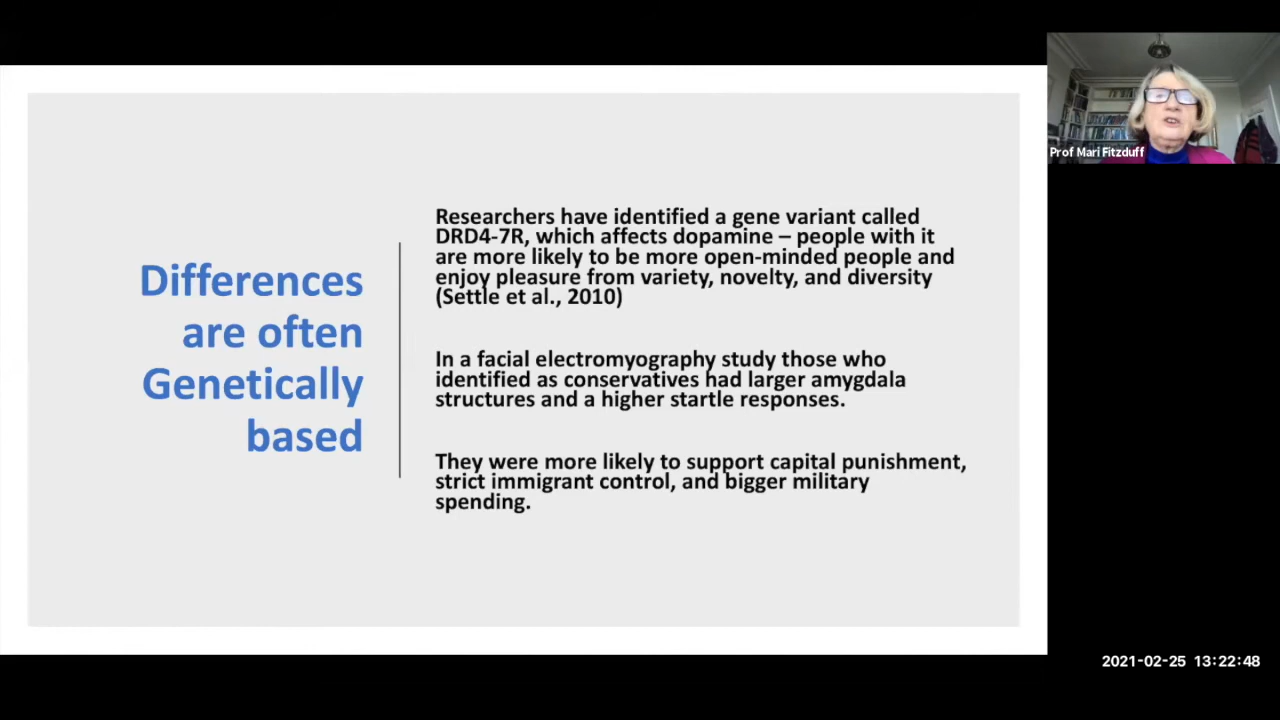 Differences
are often
Genetically
based
Researchers have identified a gene variant called
DRD4-7R, which affects dopamine – people with it
are more likely to be more open-minded people and
enjoy pleasure from variety, novelty, and diversity
(Settle et al., 2010)
In a facial electromyography study those who
identified as conservatives had larger amygdala
structures and a higher startle responses.
They were more likely to support capital punishment,
strict immigrant control, and bigger military
spending.
Prof Mari Fitzduff
2021-02-25 13:22:48